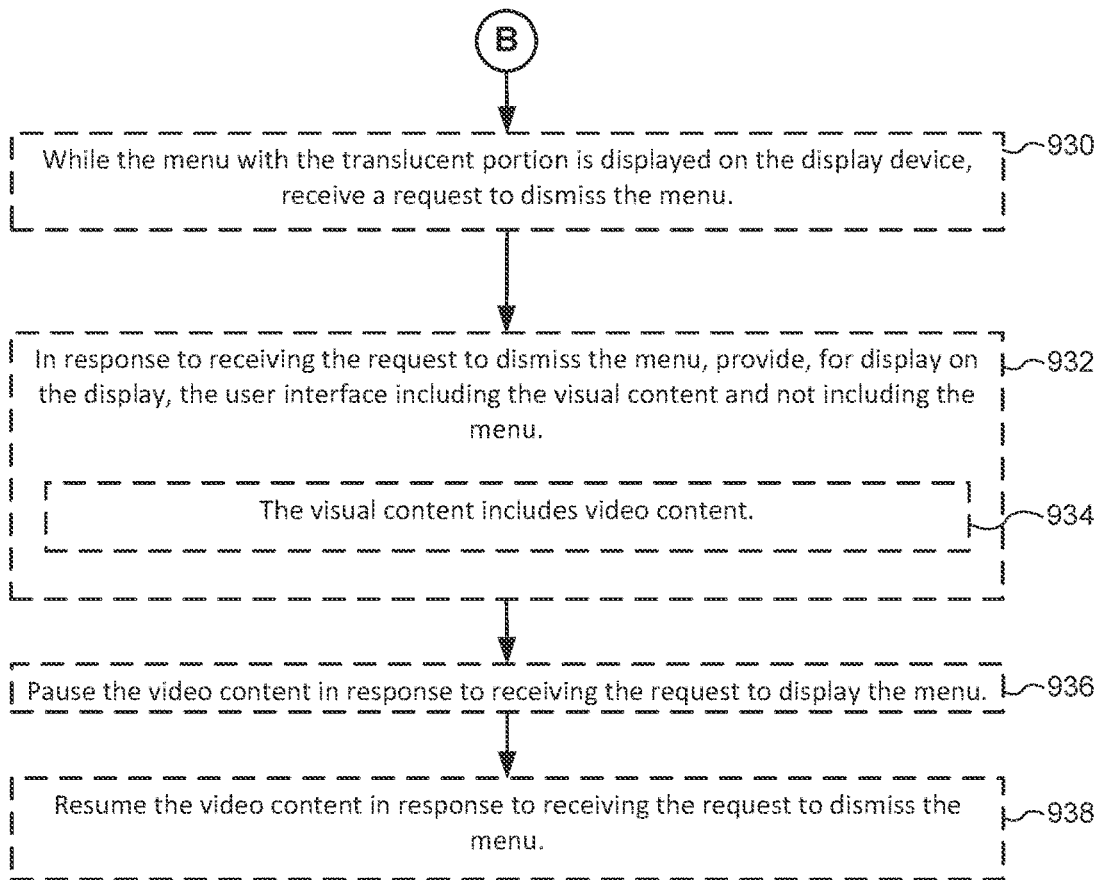 B
While the menu with the translucent portion is displayed on the display device,
receive a request to dismiss the menu.
930
In response to receiving the request to dismiss the menu, provide, for display on
the display, the user interface including the visual content and not including the
menu.
932
The visual content includes video content.
934
Pause the video content in response to receiving the request to display the menu.
936
Resume the video content in response to receiving the request to dismiss the
menu.
938